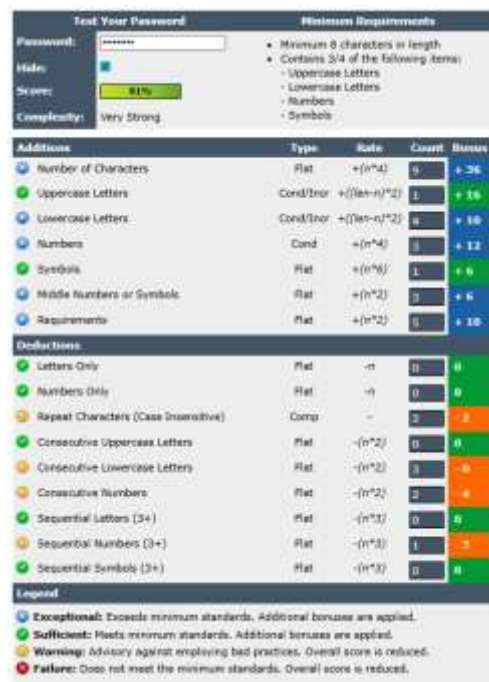 Test Your Password
Minimum Requirements
Password:
Hide:
Score: 81%
Complexity: Very Strong
• Minimum 8 characters in length
• Contains 3/4 of the following items:
- Uppercase Letters
- Lowercase Letters
- Numbers
- Symbols
Additions Type Rate Count Bonus
Number of Characters Flat +(n*4) 9 + 36
Uppercase Letters Cond/Incr +((len-n)*2) 1 + 16
Lowercase Letters Cond/Incr +((len-n)*2) 4 + 10
Numbers Cond +(n*4) 3 + 12
Symbols Flat +(n*6) 1 + 6
Middle Numbers or Symbols Flat +(n*2) 3 + 6
Requirements Flat +(n*2) 5 + 10
Deductions
Letters Only Flat -n 0 0
Numbers Only Flat -n 0 0
Repeat Characters (Case Insensitive) Comp - 2 - 2
Consecutive Uppercase Letters Flat -(n*2) 0 0
Consecutive Lowercase Letters Flat -(n*2) 3 - 6
Consecutive Numbers Flat -(n*2) 2 - 4
Sequential Letters (3+) Flat -(n*3) 0 0
Sequential Numbers (3+) Flat -(n*3) 1 - 3
Sequential Symbols (3+) Flat -(n*3) 0 0
Legend
Exceptional: Exceeds minimum standards. Additional bonuses are applied.
Sufficient: Meets minimum standards. Additional bonuses are applied.
Warning: Advisory against employing bad practices. Overall score is reduced.
Failure: Does not meet the minimum standards. Overall score is reduced.